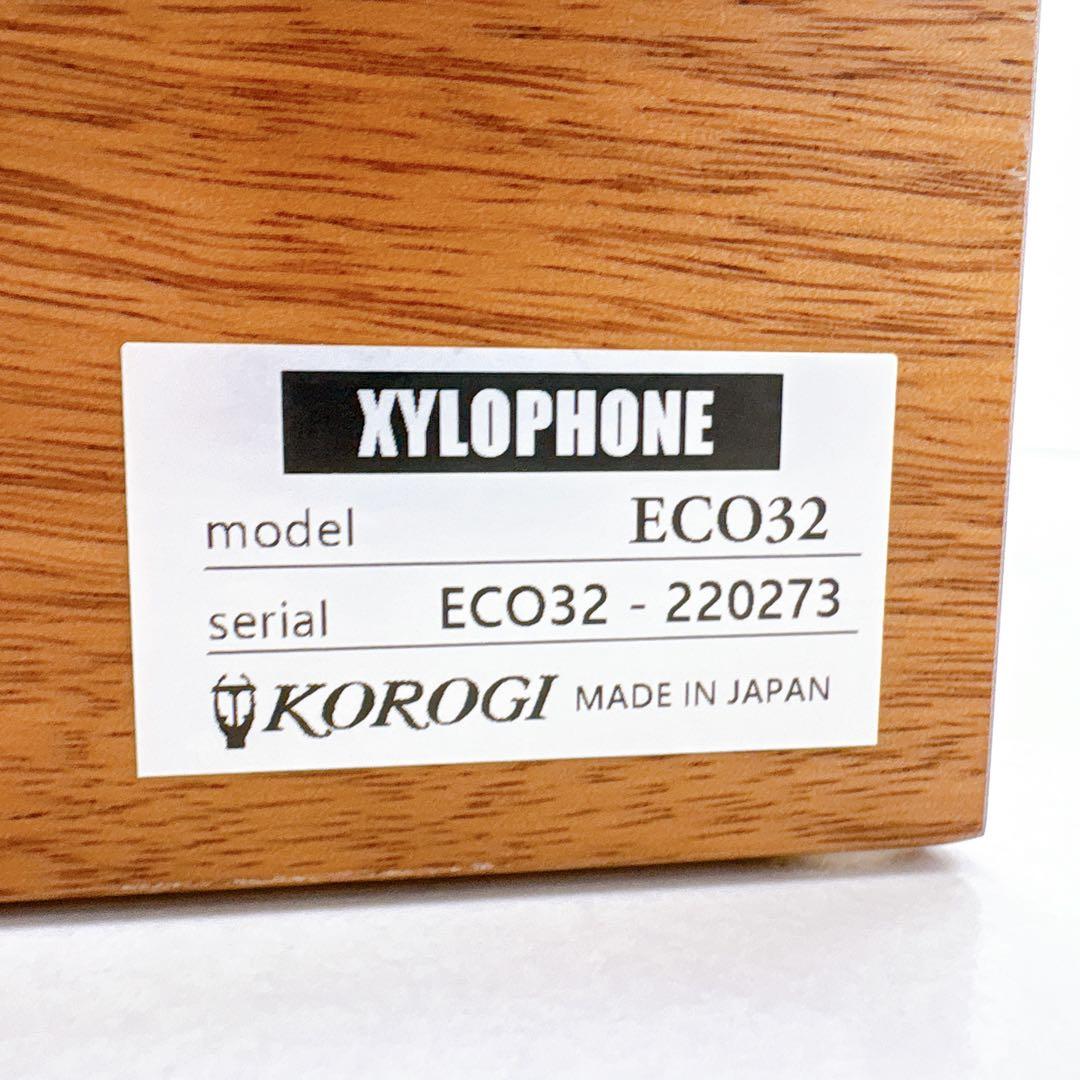 XYLOPHONE
model ECO32
serial ECO32 - 220273
KOROGI MADE IN JAPAN